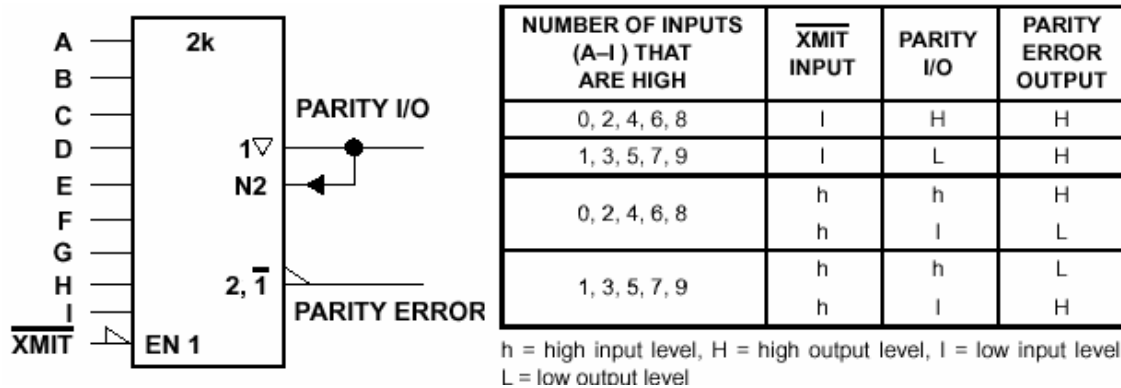 A
B
C
D
E
F
G
H
I
XMIT
2k
1▽
N2
2, 1
EN 1
PARITY I/O
PARITY ERROR
NUMBER OF INPUTS (A–I ) THAT ARE HIGH | XMIT INPUT | PARITY I/O | PARITY ERROR OUTPUT
0, 2, 4, 6, 8 | l | H | H
1, 3, 5, 7, 9 | l | L | H
0, 2, 4, 6, 8 | h | h | H
h | l | L
1, 3, 5, 7, 9 | h | h | L
h | l | H
h = high input level, H = high output level, l = low input level
L = low output level